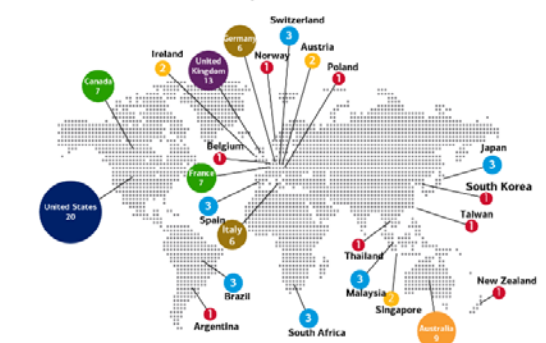 Switzerland
3
Germany
6
Austria
2
Norway
1
Ireland
2
United
Kingdom
13
Poland
1
Canada
7
Belgium
1
Japan
3
France
7
South Korea
1
United States
20
Spain
3
Taiwan
1
Italy
6
Thailand
1
Malaysia
3
Singapore
2
New Zealand
1
Brazil
3
Argentina
1
South Africa
3
Australia
9